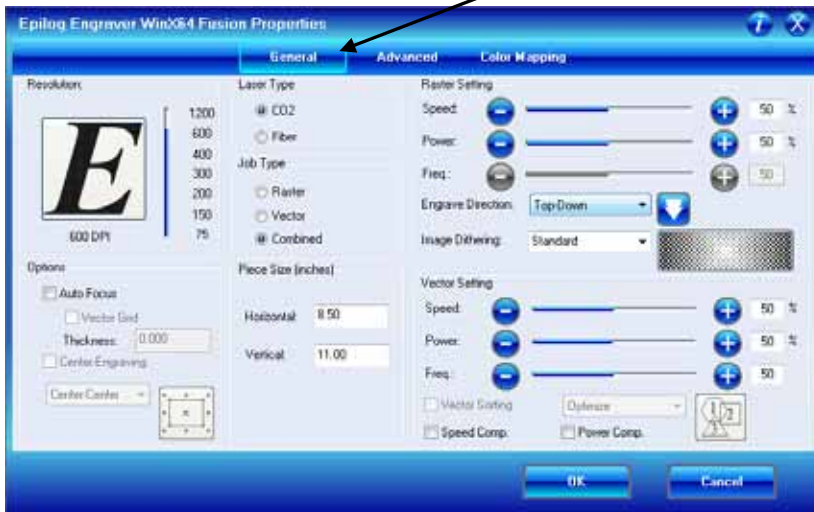 Epilog Engraver WinX64 Fusion Properties
General Advanced Color Mapping
Resolution:
E
1200
600
400
300
200
150
75
600 DPI
Options
Auto Focus
Vector Grid
Thickness: 0.000
Center Engraving
Center-Center
Laser Type
CO2
Fiber
Job Type
Raster
Vector
Combined
Piece Size (inches)
Horizontal: 8.50
Vertical: 11.00
Raster Setting
Speed: 50 %
Power: 50 %
Freq.: 50
Engrave Direction: Top-Down
Image Dithering: Standard
Vector Setting
Speed: 50 %
Power: 50 %
Freq.: 50
Vector Sorting Optimize
1 2
3
Speed Comp. Power Comp.
OK Cancel